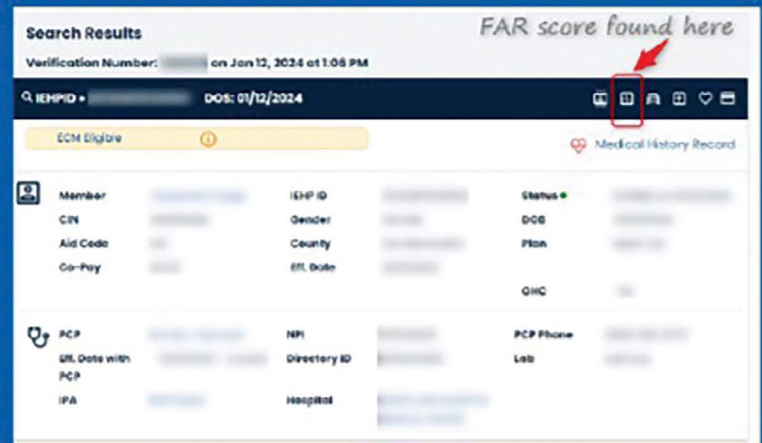 FAR score found here
Search Results
Verification Number: on Jan 12, 2024 at 1:06 PM
IEHPID • DOS: 01/12/2024
ECM Eligible
Medical History Record
Member IEHP ID Status
CIN Gender DOB
Aid Code County Plan
Co-Pay Eff. Date
OHC
PCP NPI PCP Phone
Eff. Date with PCP Directory ID Lab
IPA Hospital